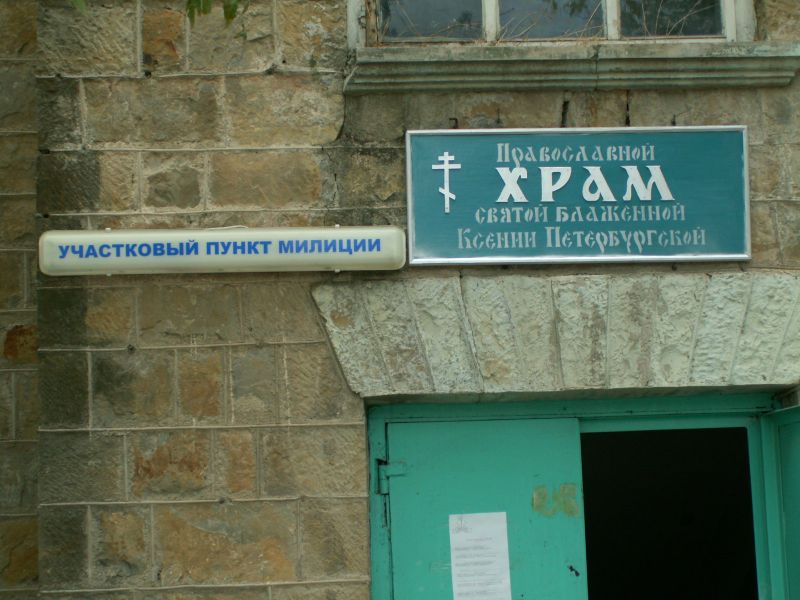 УЧАСТКОВЫЙ ПУНКТ МИЛИЦИИ
Православной
ХРАМ
СВЯТОЙ БЛАЖЕННОЙ
Ксении Петербургской